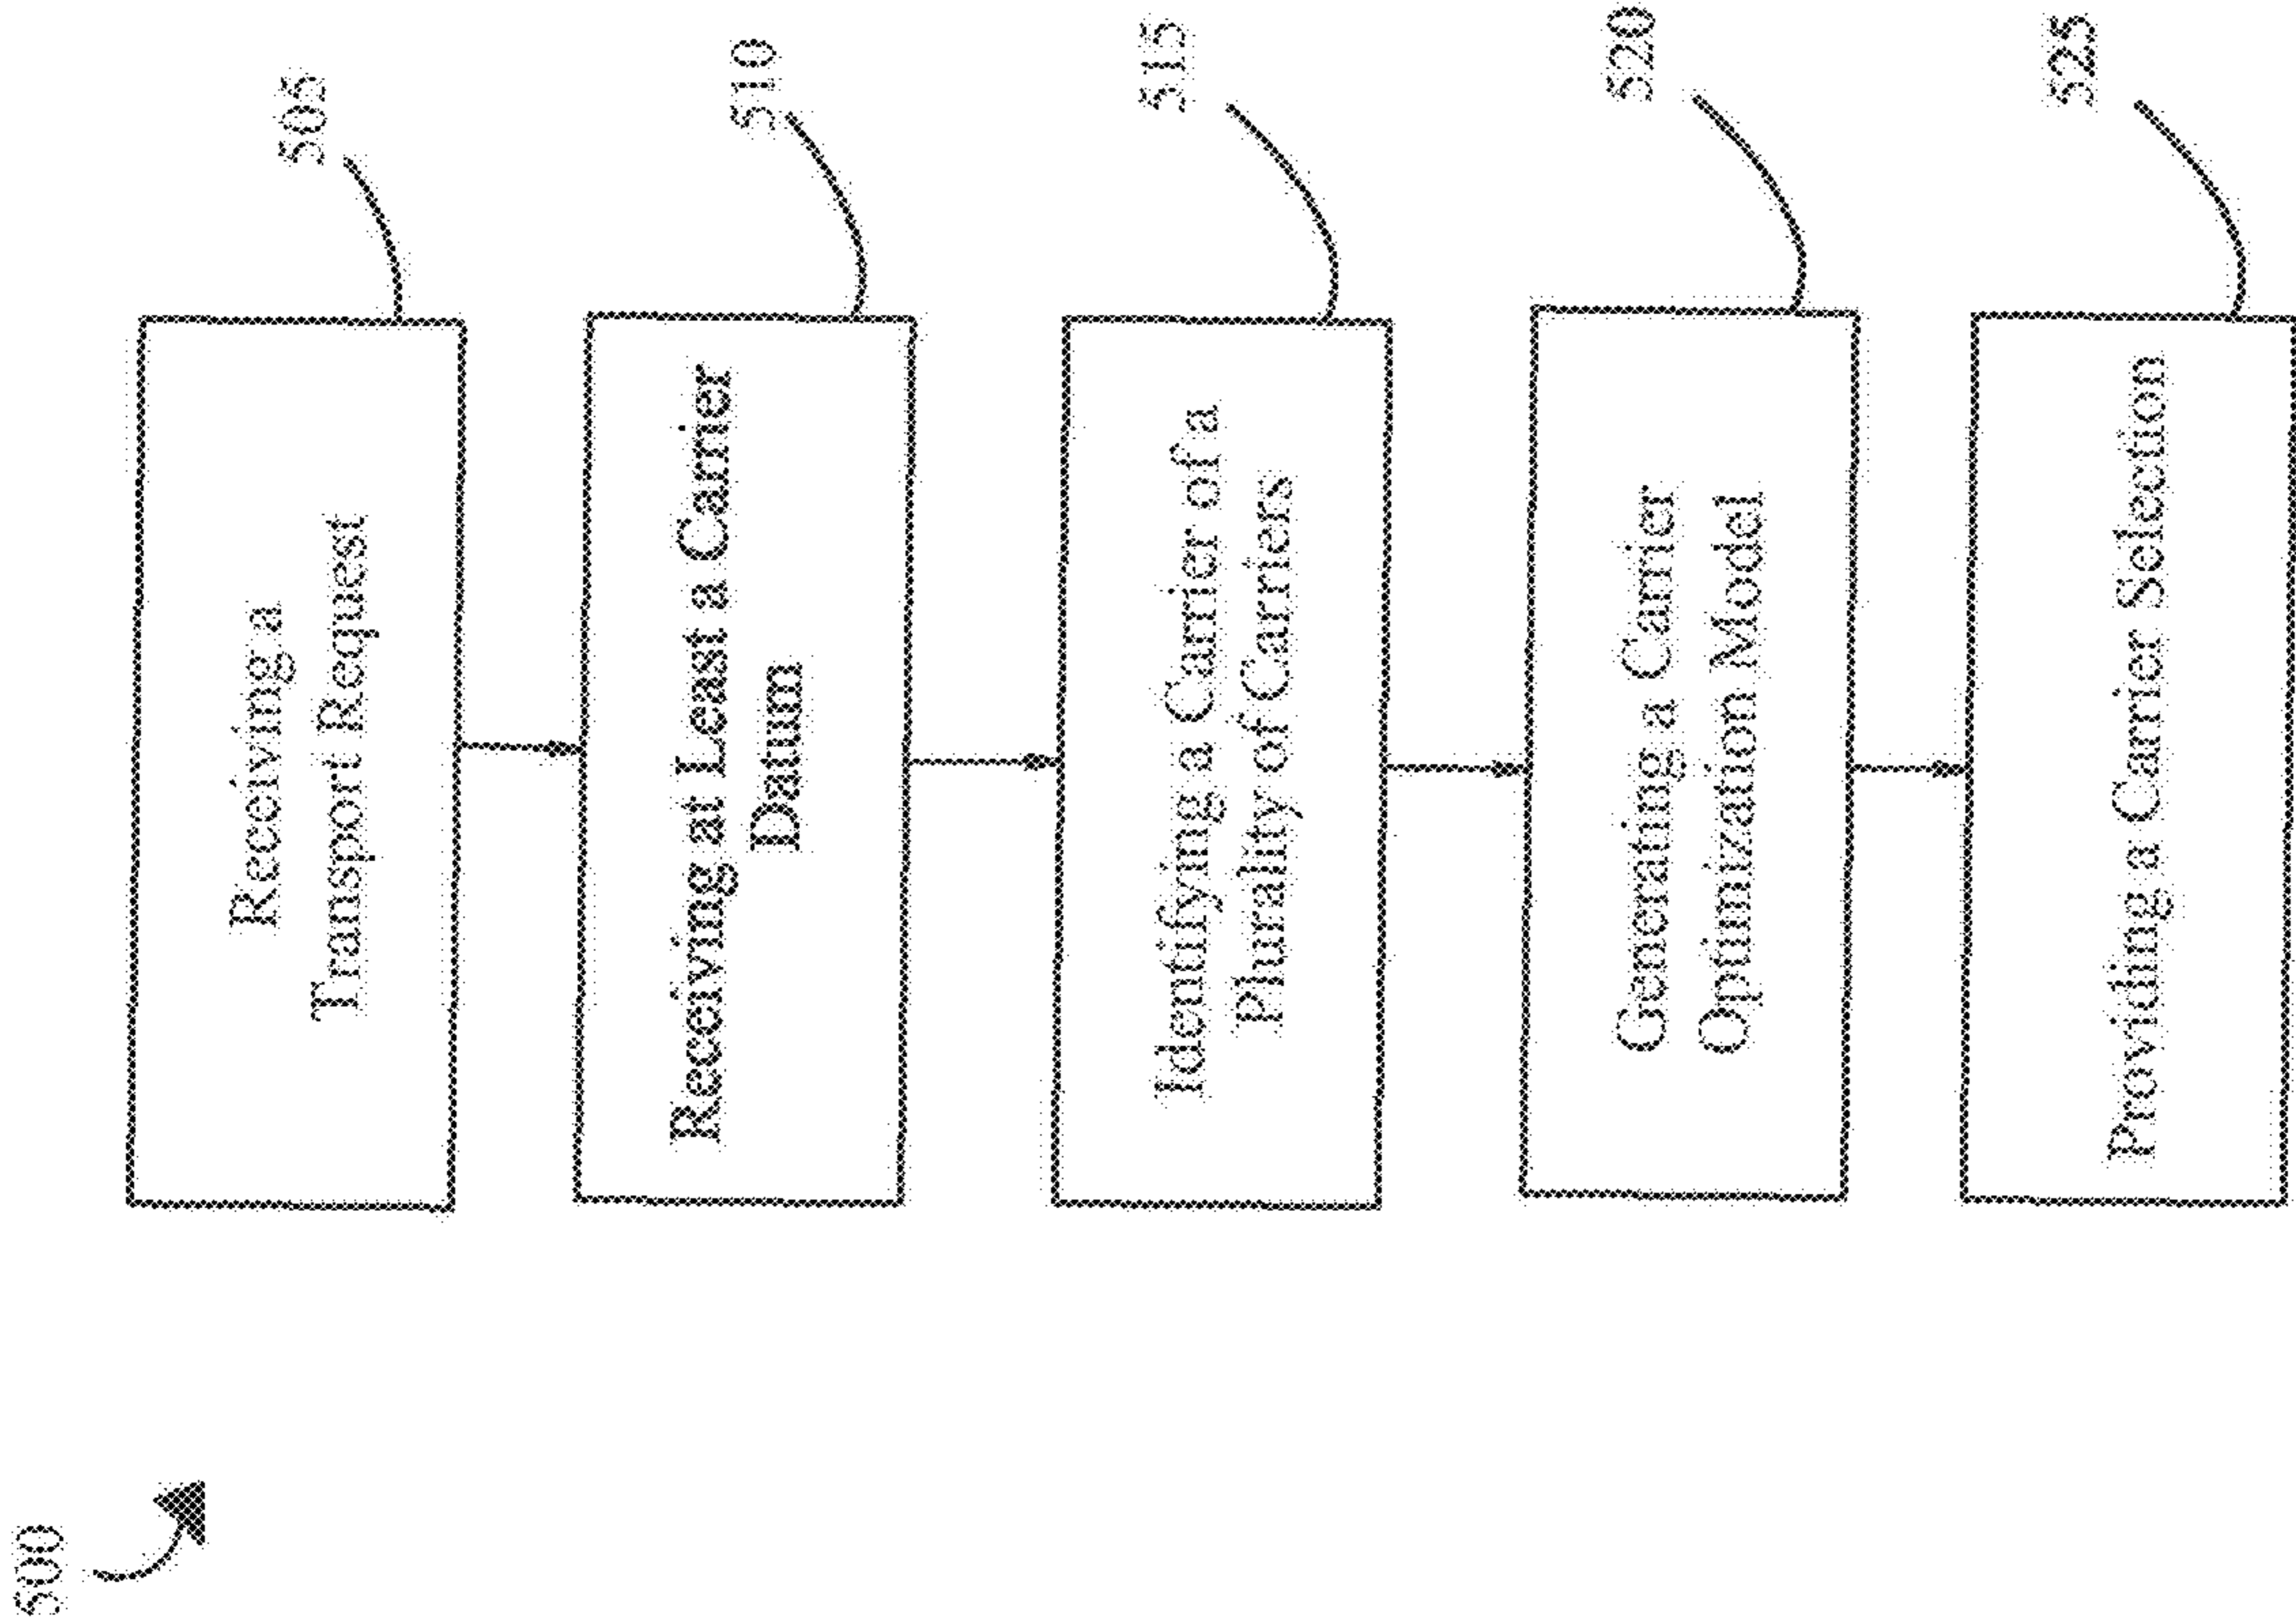 500
505
Receiving a
Transport Request
510
Receiving at Least a Carrier
Datum
515
Identifying a Carrier of a
Plurality of Carriers
520
Generating a Carrier
Optimization Model
525
Providing a Carrier Selection